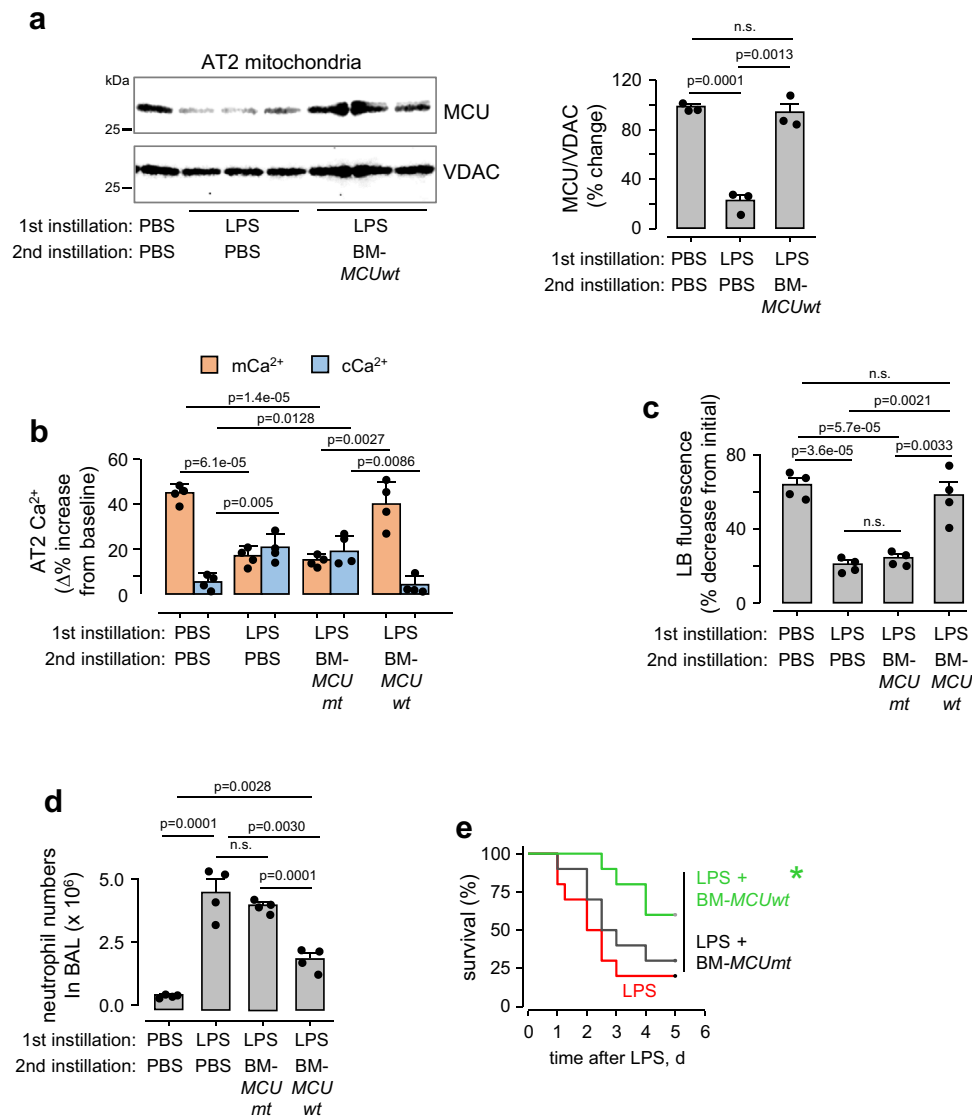 a
AT2 mitochondria
kDa
MCU
25
VDAC
25
1st instillation: PBS LPS LPS
2nd instillation: PBS PBS BM-
MCUwt
n.s.
p=0.0013
p=0.0001
120
80
40
0
MCU/VDAC
(% change)
1st instillation: PBS LPS LPS
2nd instillation: PBS PBS BM-
MCUwt
b
mCa²⁺ cCa²⁺
p=1.4e-05
p=0.0128
p=0.0027
p=6.1e-05
p=0.0086
p=0.005
60
40
20
0
AT2 Ca²⁺
(Δ% increase
from baseline)
1st instillation: PBS LPS LPS LPS
2nd instillation: PBS PBS BM- BM-
MCU MCU
mt wt
c
n.s.
p=0.0021
p=5.7e-05
p=3.6e-05 p=0.0033
n.s.
80
40
0
LB fluorescence
(% decrease from initial)
1st instillation: PBS LPS LPS LPS
2nd instillation: PBS PBS BM- BM-
MCU MCU
mt wt
d
p=0.0028
p=0.0001 p=0.0030
n.s.
p=0.0001
5.0
2.5
0.0
neutrophil numbers
In BAL (x 10⁶)
1st instillation: PBS LPS LPS LPS
2nd instillation: PBS PBS BM- BM-
MCU MCU
mt wt
e
100
75
50
25
0
survival (%)
LPS + *
BM-MCUwt
LPS +
BM-MCUmt
LPS
0 1 2 3 4 5 6
time after LPS, d